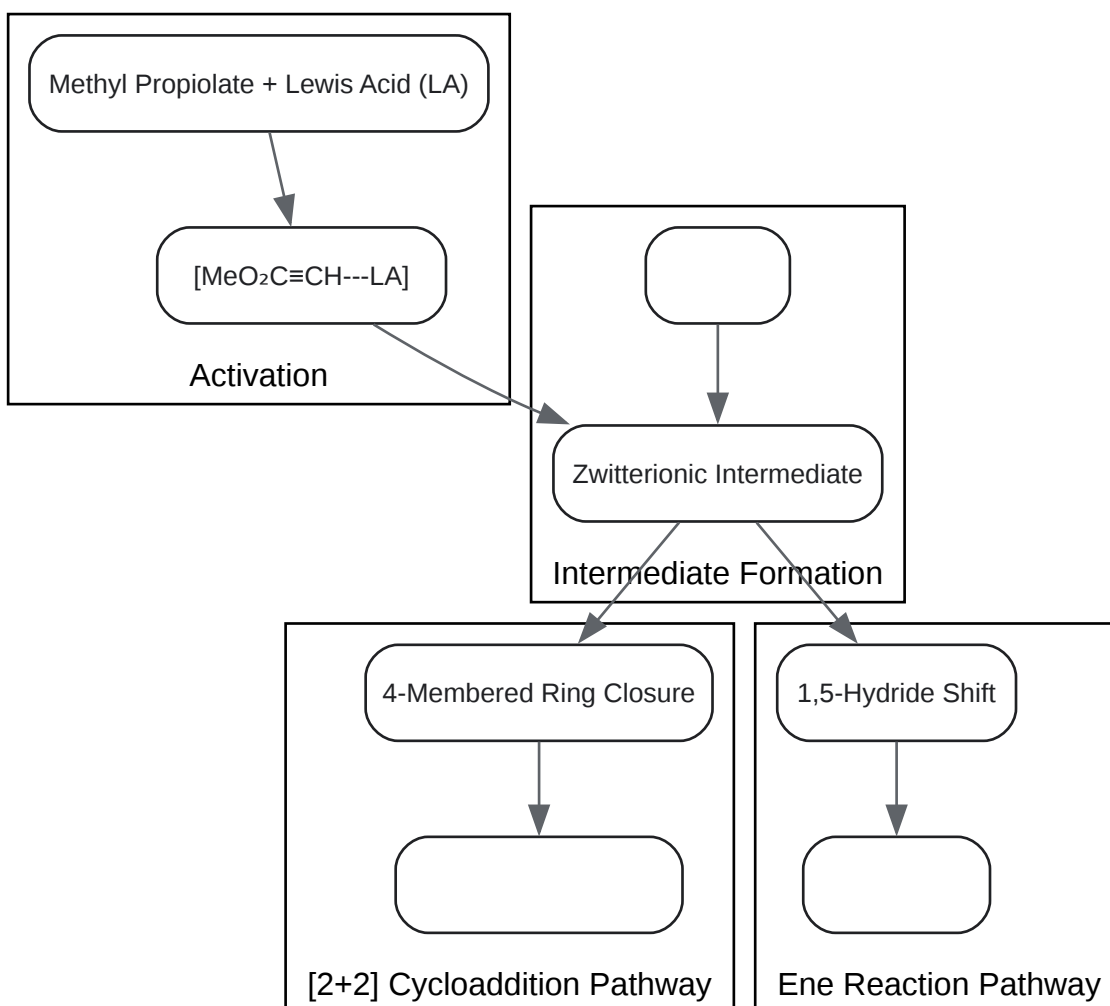 Methyl Propiolate + Lewis Acid (LA)
[MeO₂C≡CH---LA]
Activation
Zwitterionic Intermediate
Intermediate Formation
4-Membered Ring Closure
1,5-Hydride Shift
[2+2] Cycloaddition Pathway
Ene Reaction Pathway